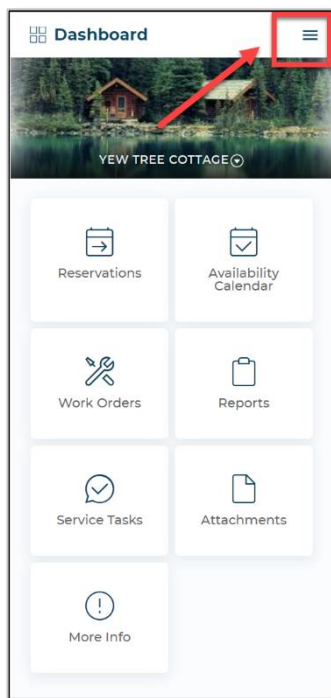 Dashboard
YEW TREE COTTAGE
Reservations
Availability
Calendar
Work Orders
Reports
Service Tasks
Attachments
More Info